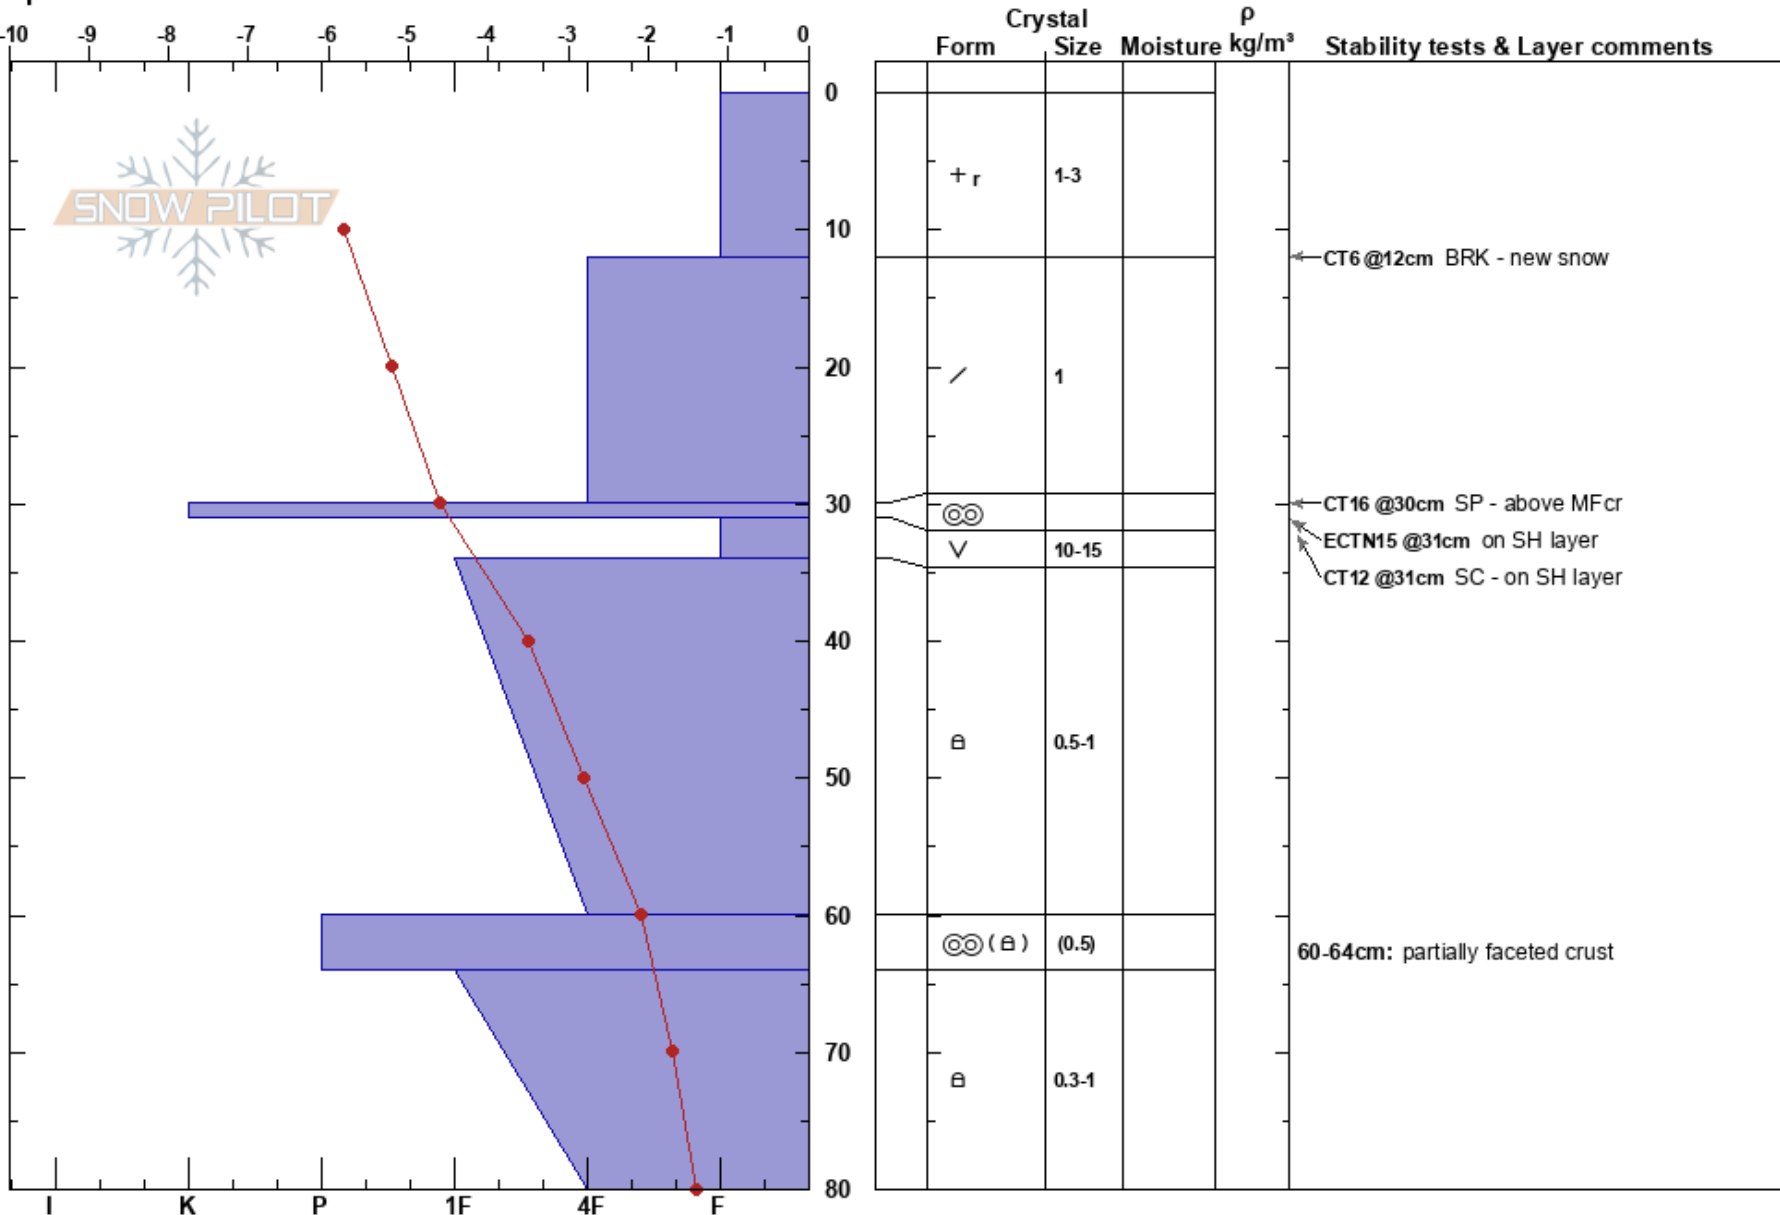 -10 -9 -8 -7 -6 -5 -4 -3 -2 -1 0
Crystal
Form Size Moisture ρ kg/m³ Stability tests & Layer comments
0
SNOW PILOT
+ r 1-3
10
CT6 @12cm BRK - new snow
20
/ 1
30
CT16 @30cm SP - above MFcr
ECTN15 @31cm on SH layer
10-15
CT12 @31cm SC - on SH layer
40
0.5-1
50
60
(0.5)
60-64cm: partially faceted crust
70
0.3-1
80
I K P 1F 4F F